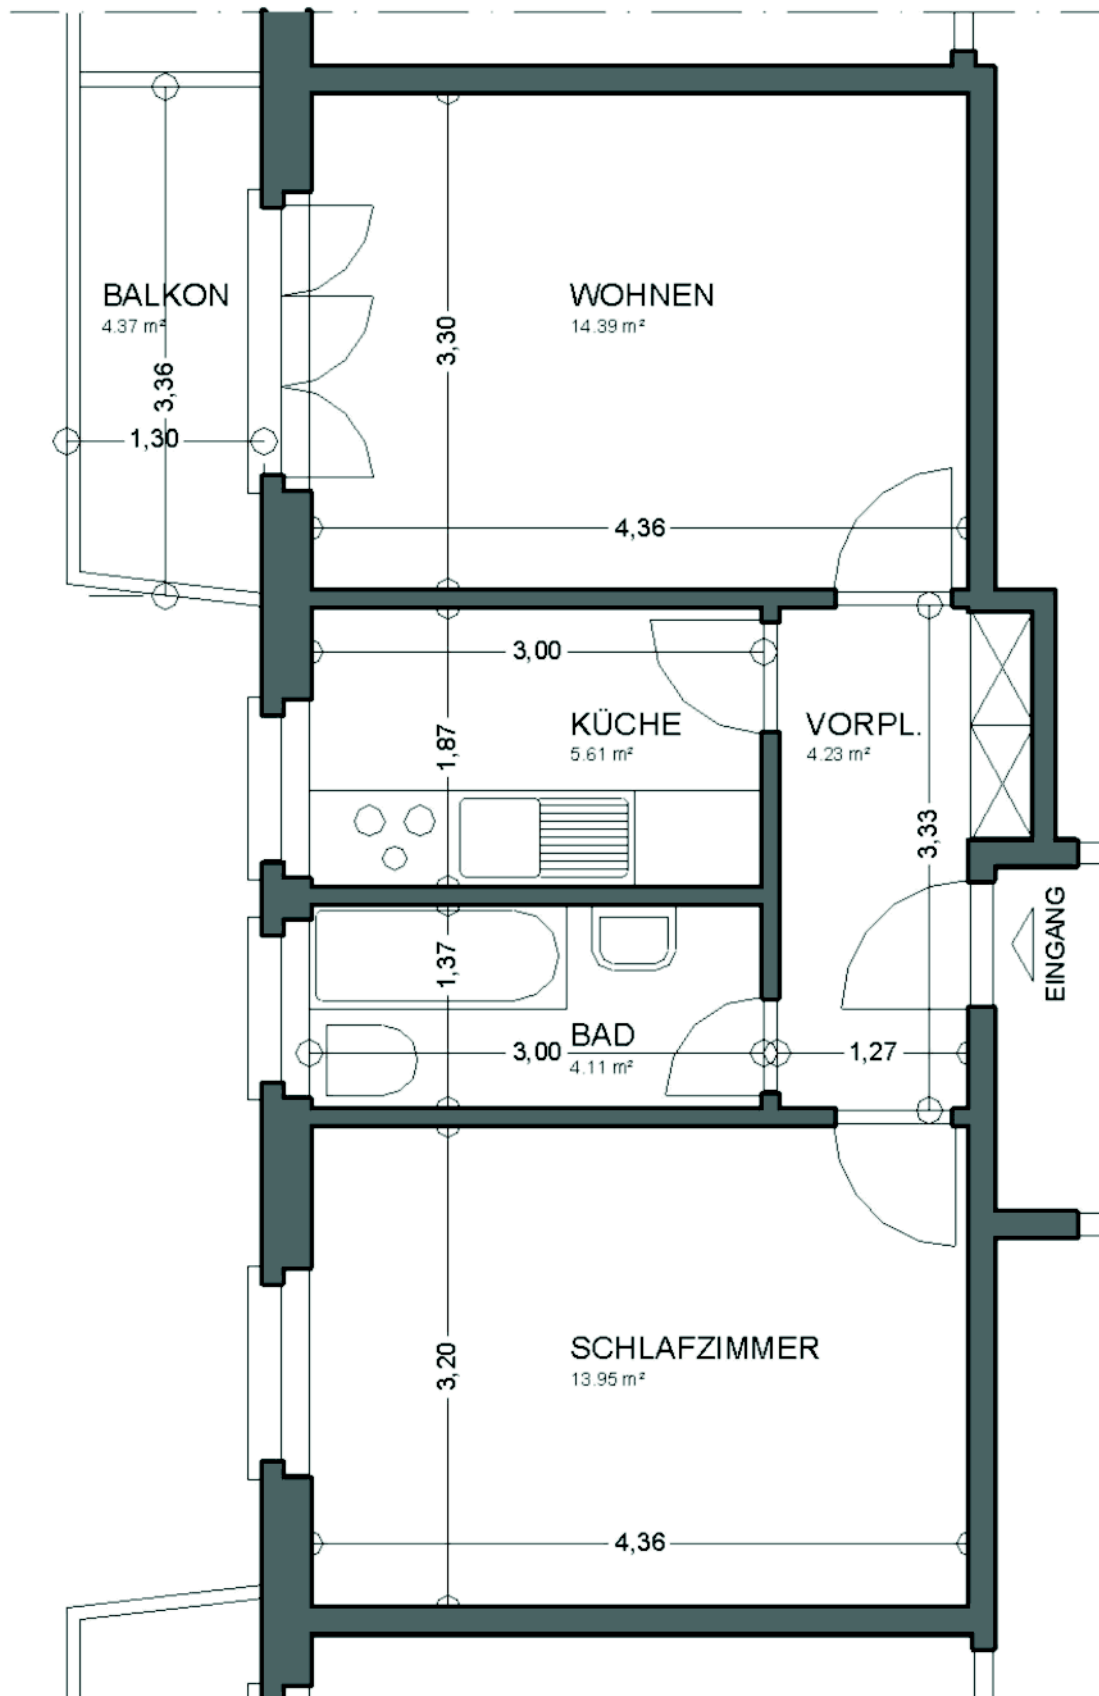 BALKON
4.37 m²
3,36
1,30
WOHNEN
14.39 m²
3,30
4,36
3,00
KÜCHE
5.61 m²
1,87
VORPL.
4.23 m²
3,33
EINGANG
1,37
3,00
BAD
4.11 m²
1,27
SCHLAFZIMMER
13.95 m²
3,20
4,36